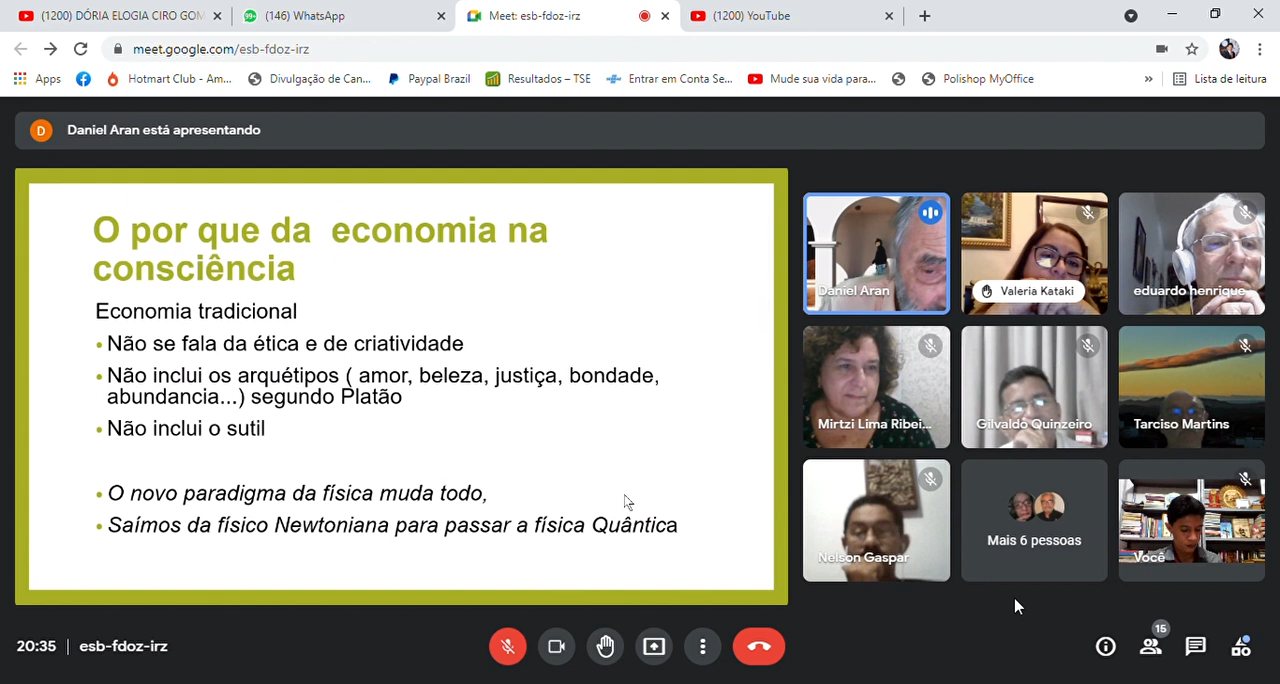 (1200) DÓRIA ELOGIA CIRO GOM
(146) WhatsApp
Meet: esb-fdoz-irz
(1200) YouTube
99+
meet.google.com/esb-fdoz-irz
Apps
Hotmart Club - Am...
Divulgação de Can...
Paypal Brazil
Resultados – TSE
Entrar em Conta Se...
Mude sua vida para...
Polishop MyOffice
»
Lista de leitura
D
Daniel Aran está apresentando
O por que da economia na
consciência
Economia tradicional
• Não se fala da ética e de criatividade
• Não inclui os arquétipos ( amor, beleza, justiça, bondade,
abundancia...) segundo Platão
• Não inclui o sutil
• O novo paradigma da física muda todo,
• Saímos da físico Newtoniana para passar a física Quântica
Daniel Aran
Valeria Kataki
eduardo henrique
Mirtzi Lima Ribei...
Gilvaldo Quinzeiro
Tarciso Martins
Nelson Gaspar
Mais 6 pessoas
Você
20:35
esb-fdoz-irz
15